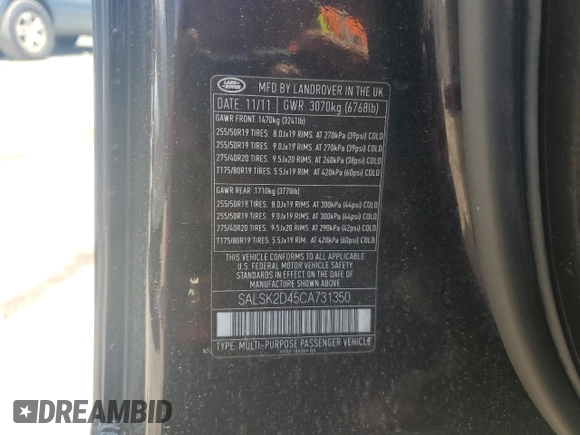 LAND ROVER
MFD BY LANDROVER IN THE UK
DATE: 11/11 GWR: 3070kg (6768lb)
GAWR FRONT: 1470kg (3241lb)
255/50R19 TIRES. 8.0Jx19 RIMS. AT 270kPa (39psi) COLD
255/50R19 TIRES. 9.0Jx19 RIMS. AT 270kPa (39psi) COLD
275/40R20 TIRES. 9.5Jx20 RIMS. AT 260kPa (38psi) COLD
T175/80R19 TIRES. 5.5Jx19 RIM. AT 420kPa (60psi) COLD
GAWR REAR: 1710kg (3770lb)
255/50R19 TIRES. 8.0Jx19 RIMS. AT 300kPa (44psi) COLD
255/50R19 TIRES. 9.0Jx19 RIMS. AT 300kPa (44psi) COLD
275/40R20 TIRES. 9.5Jx20 RIMS. AT 290kPa (42psi) COLD
T175/80R19 TIRES. 5.5Jx19 RIM. AT 420kPa (60psi) COLD
THIS VEHICLE CONFORMS TO ALL APPLICABLE
U.S. FEDERAL MOTOR VEHICLE SAFETY
STANDARDS IN EFFECT ON THE DATE OF
MANUFACTURE SHOWN ABOVE.
SALSK2D45CA731350
TYPE: MULTI-PURPOSE PASSENGER VEHICLE
DREAMBID